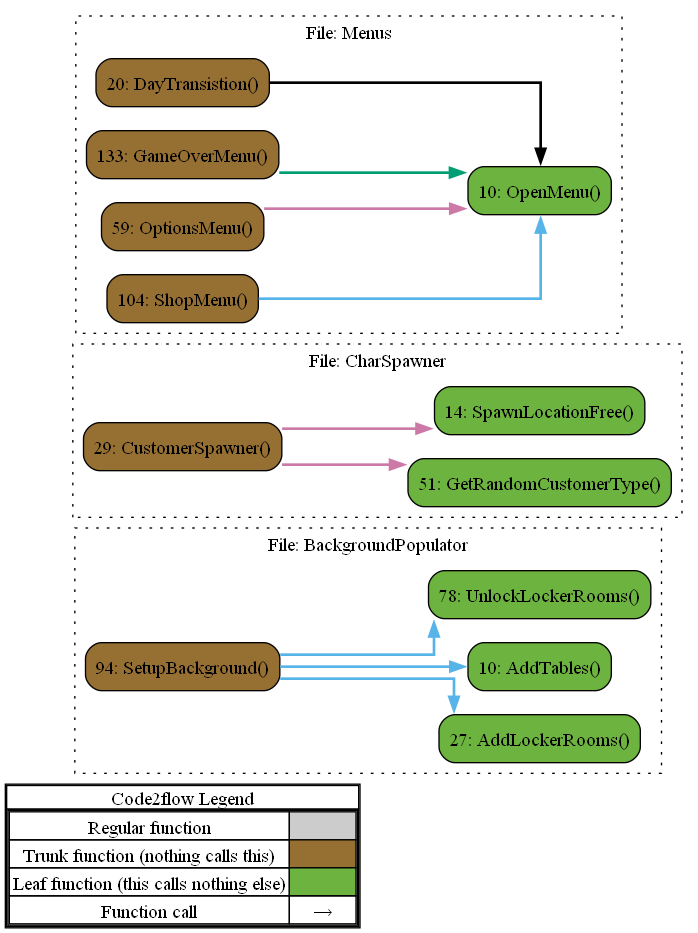 File: Menus
20: DayTransistion()
133: GameOverMenu()
10: OpenMenu()
59: OptionsMenu()
104: ShopMenu()
File: CharSpawner
14: SpawnLocationFree()
29: CustomerSpawner()
51: GetRandomCustomerType()
File: BackgroundPopulator
78: UnlockLockerRooms()
94: SetupBackground()
10: AddTables()
27: AddLockerRooms()
Code2flow Legend
Regular function
Trunk function (nothing calls this)
Leaf function (this calls nothing else)
Function call →